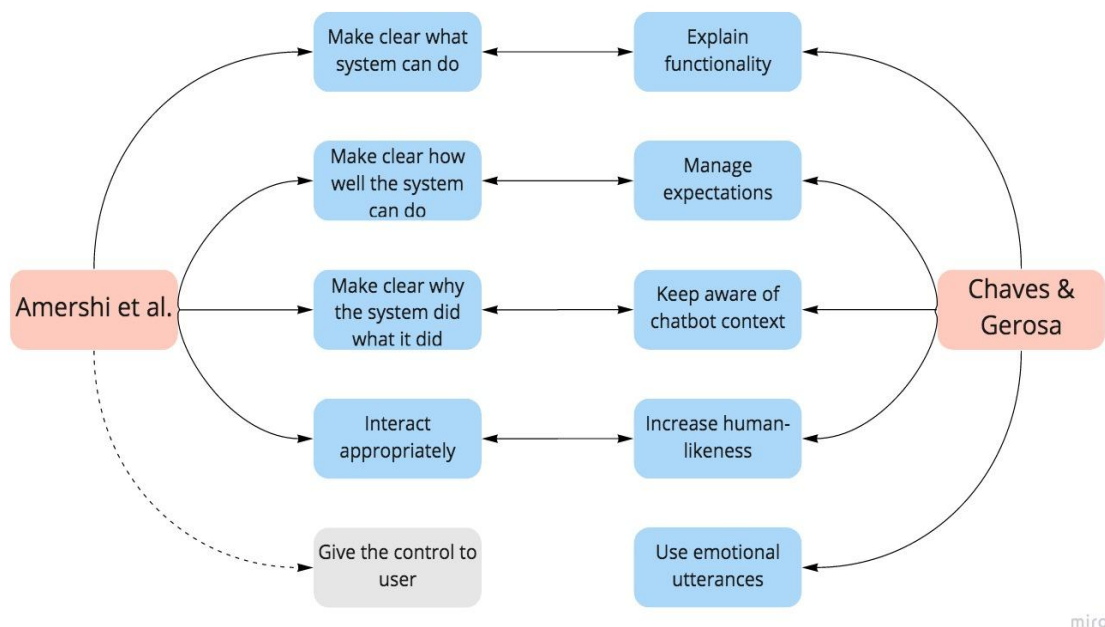 Make clear what
system can do
Explain
functionality
Make clear how
well the system
can do
Manage
expectations
Amershi et al.
Make clear why
the system did
what it did
Keep aware of
chatbot context
Chaves &
Gerosa
Interact
appropriately
Increase human-
likeness
Give the control to
user
Use emotional
utterances
miro